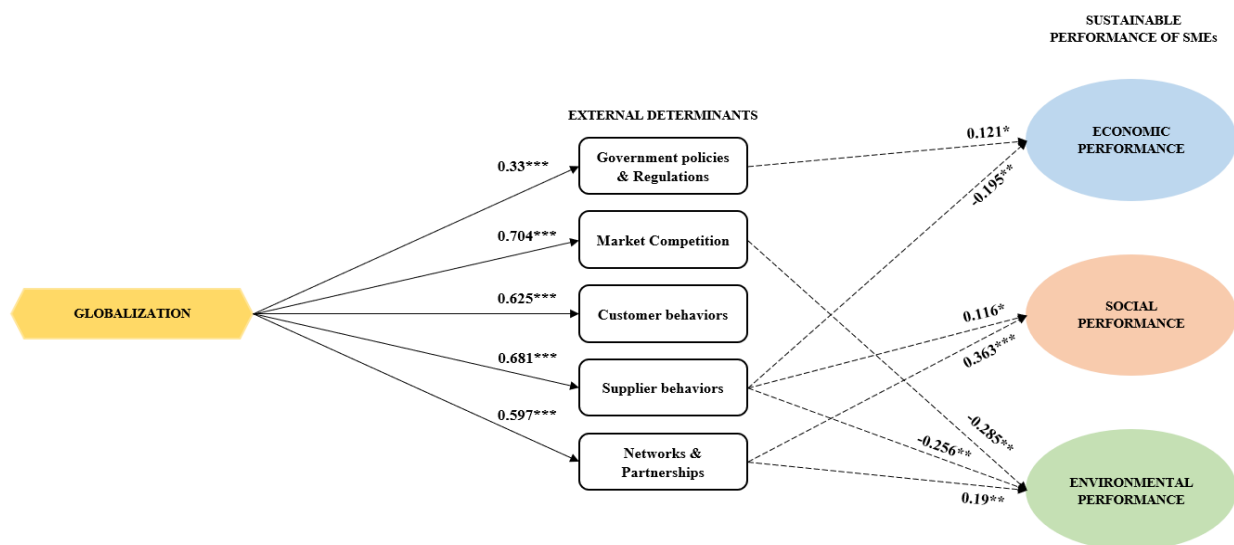 SUSTAINABLE
PERFORMANCE OF SMEs
EXTERNAL DETERMINANTS
GLOBALIZATION
0.33***
0.704***
0.625***
0.681***
0.597***
Government policies
& Regulations
Market Competition
Customer behaviors
Supplier behaviors
Networks &
Partnerships
0.121*
-0.195**
0.116*
0.363***
-0.285**
-0.256**
0.19**
ECONOMIC
PERFORMANCE
SOCIAL
PERFORMANCE
ENVIRONMENTAL
PERFORMANCE